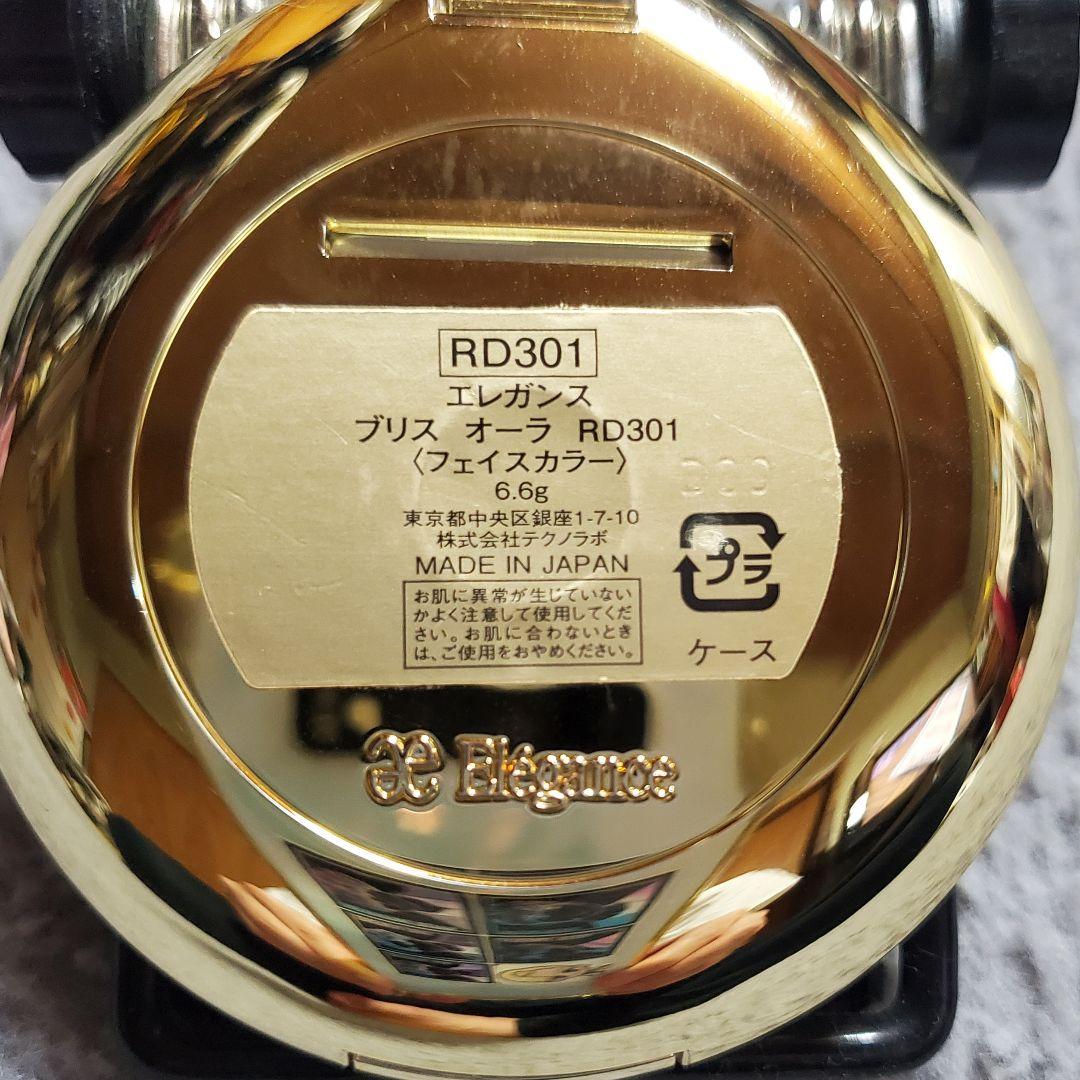 RD301
エレガンス
ブリス オーラ RD301
〈フェイスカラー〉
6.6g
東京都中央区銀座1-7-10
株式会社テクノラボ
MADE IN JAPAN
お肌に異常が生じていない
かよく注意して使用してくだ
さい。お肌に合わないとき
は、ご使用をおやめください。
プラ
ケース
Elégance